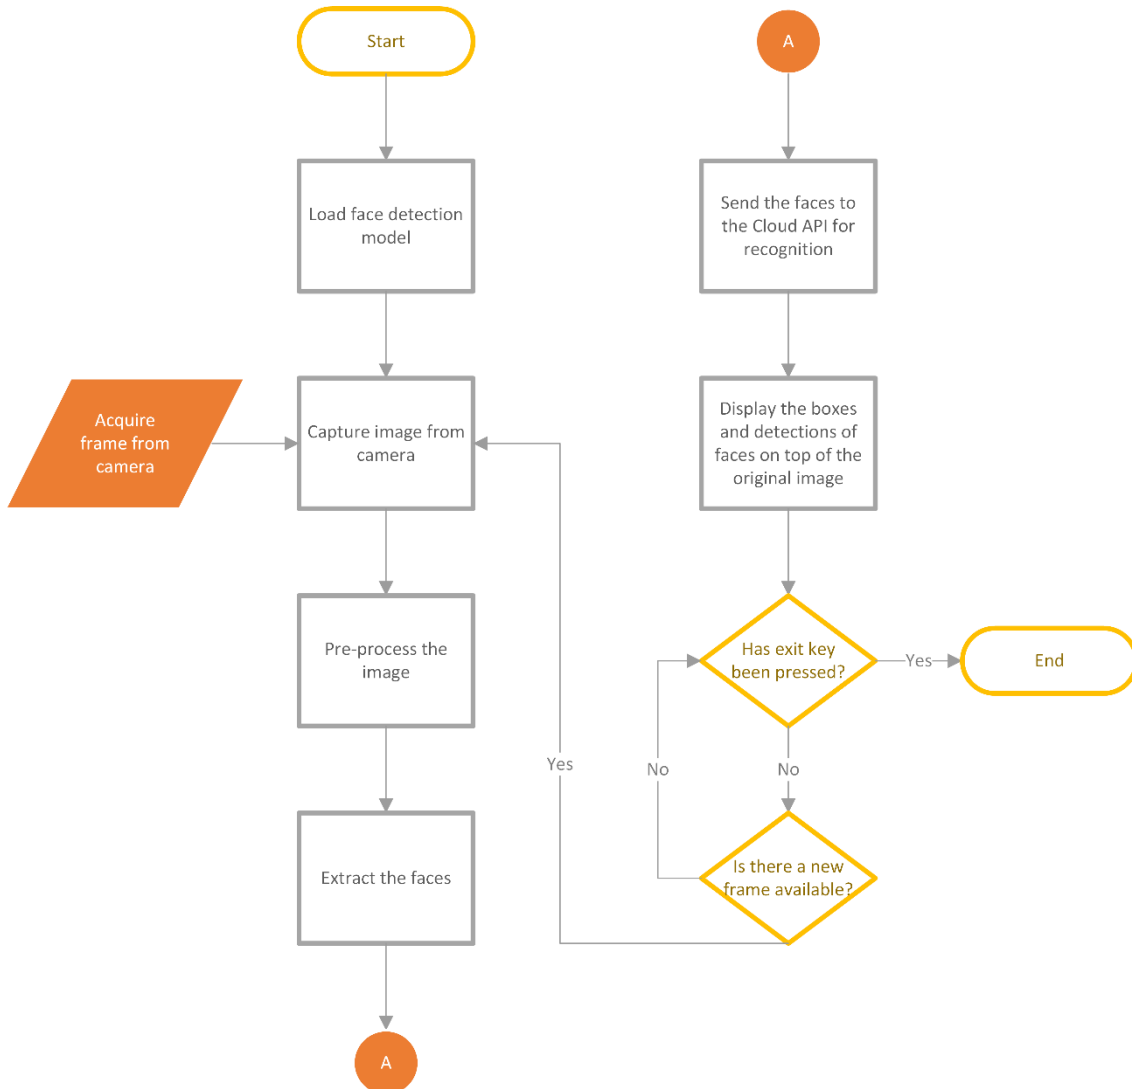 Start
Load face detection
model
Acquire
frame from
camera
Capture image from
camera
Pre-process the
image
Extract the faces
A
A
Send the faces to
the Cloud API for
recognition
Display the boxes
and detections of
faces on top of the
original image
Has exit key
been pressed?
Yes
End
No
No
Yes
Is there a new
frame available?